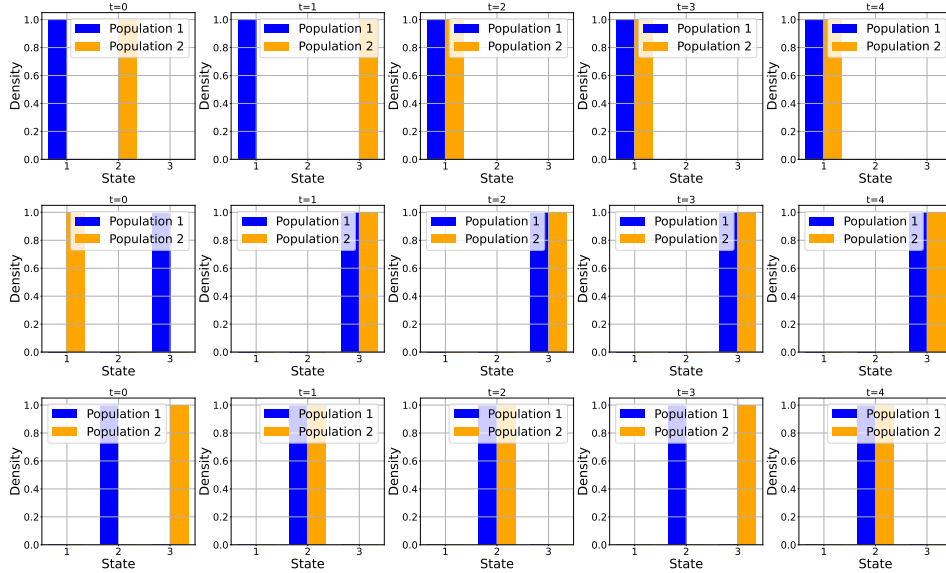 t=0
t=1
t=2
t=3
t=4
Density
1.0
0.8
0.6
0.4
0.2
0.0
Population 1
Population 2
1 2 3
State
Density
1.0
0.8
0.6
0.4
0.2
0.0
Population 1
Population 2
1 2 3
State
Density
1.0
0.8
0.6
0.4
0.2
0.0
Population 1
Population 2
1 2 3
State
Density
1.0
0.8
0.6
0.4
0.2
0.0
Population 1
Population 2
1 2 3
State
Density
1.0
0.8
0.6
0.4
0.2
0.0
Population 1
Population 2
1 2 3
State
t=0
t=1
t=2
t=3
t=4
Density
1.0
0.8
0.6
0.4
0.2
0.0
Population 1
Population 2
1 2 3
State
Density
1.0
0.8
0.6
0.4
0.2
0.0
Population 1
Population 2
1 2 3
State
Density
1.0
0.8
0.6
0.4
0.2
0.0
Population 1
Population 2
1 2 3
State
Density
1.0
0.8
0.6
0.4
0.2
0.0
Population 1
Population 2
1 2 3
State
Density
1.0
0.8
0.6
0.4
0.2
0.0
Population 1
Population 2
1 2 3
State
t=0
t=1
t=2
t=3
t=4
Density
1.0
0.8
0.6
0.4
0.2
0.0
Population 1
Population 2
1 2 3
State
Density
1.0
0.8
0.6
0.4
0.2
0.0
Population 1
Population 2
1 2 3
State
Density
1.0
0.8
0.6
0.4
0.2
0.0
Population 1
Population 2
1 2 3
State
Density
1.0
0.8
0.6
0.4
0.2
0.0
Population 1
Population 2
1 2 3
State
Density
1.0
0.8
0.6
0.4
0.2
0.0
Population 1
Population 2
1 2 3
State